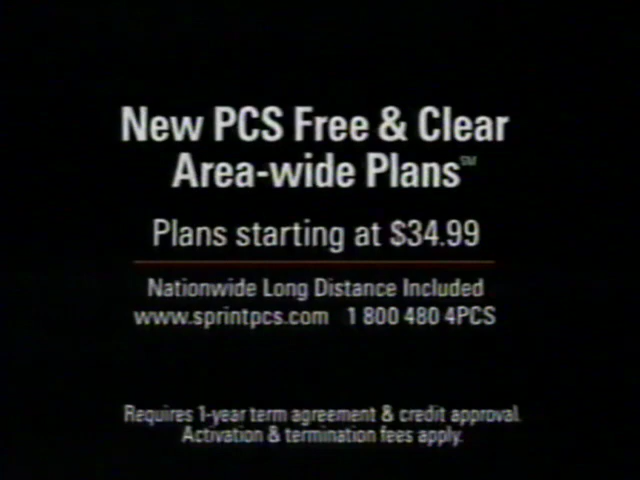 New PCS Free & Clear
Area-wide Plans℠
Plans starting at $34.99
Nationwide Long Distance Included
www.sprintpcs.com 1 800 480 4PCS
Requires 1-year term agreement & credit approval.
Activation & termination fees apply.